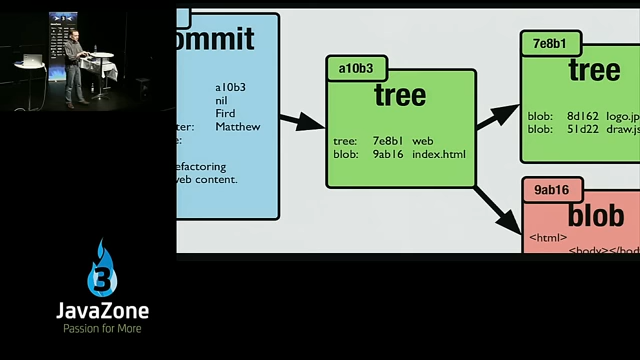 ommit
a10b3
nil
Fird
ter: Matthew
e:
efactoring
web content.
a10b3
tree
tree: 7e8b1 web
blob: 9ab16 index.html
7e8b1
tree
blob: 8d162 logo.jp
blob: 51d22 draw.js
9ab16
blob
<html>
<body></b
3
JavaZone
Passion for More